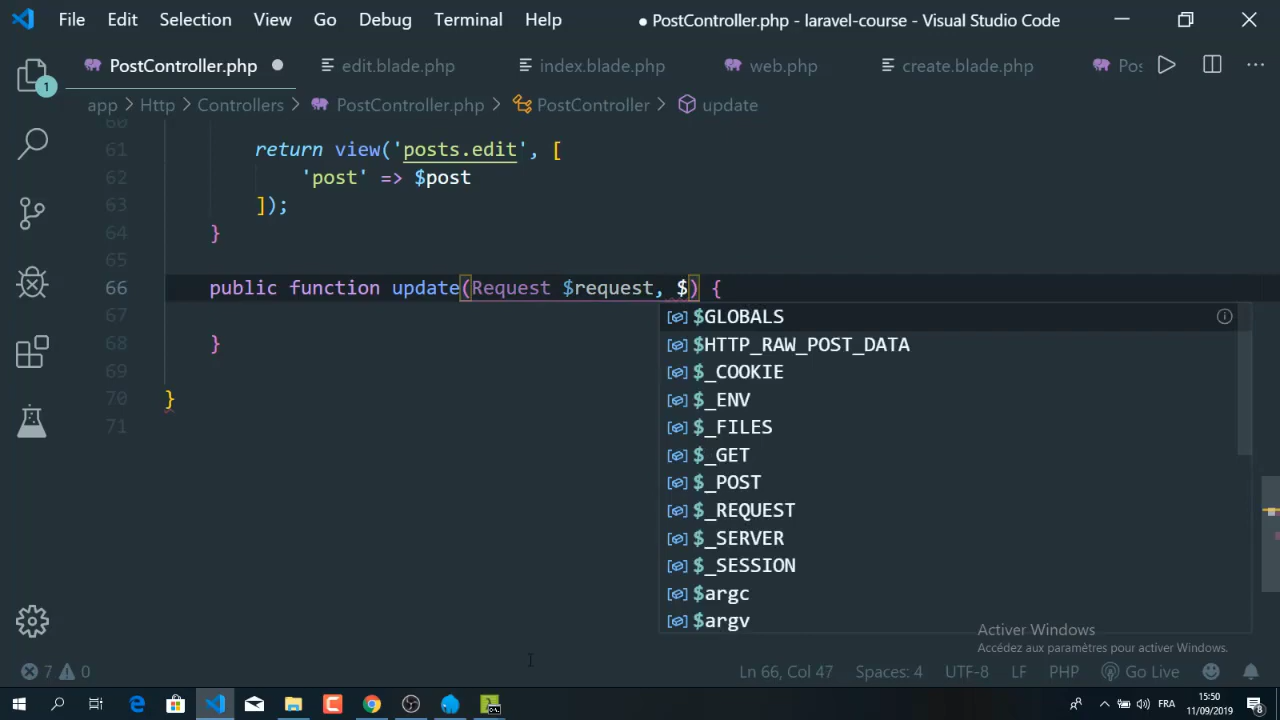 File Edit Selection View Go Debug Terminal Help ● PostController.php - laravel-course - Visual Studio Code
PostController.php edit.blade.php index.blade.php web.php create.blade.php Pos
1
app > Http > Controllers > PostController.php > PostController > update
60
61 return view('posts.edit', [
62 'post' => $post
63 ]);
64 }
65
66 public function update(Request $request, $) {
67
68 }
69
70 }
71
$GLOBALS
$HTTP_RAW_POST_DATA
$_COOKIE
$_ENV
$_FILES
$_GET
$_POST
$_REQUEST
$_SERVER
$_SESSION
$argc
$argv
Activer Windows
Accédez aux paramètres pour activer Windows.
7 0 Ln 66, Col 47 Spaces: 4 UTF-8 LF PHP Go Live
FRA 15:50
11/09/2019 8